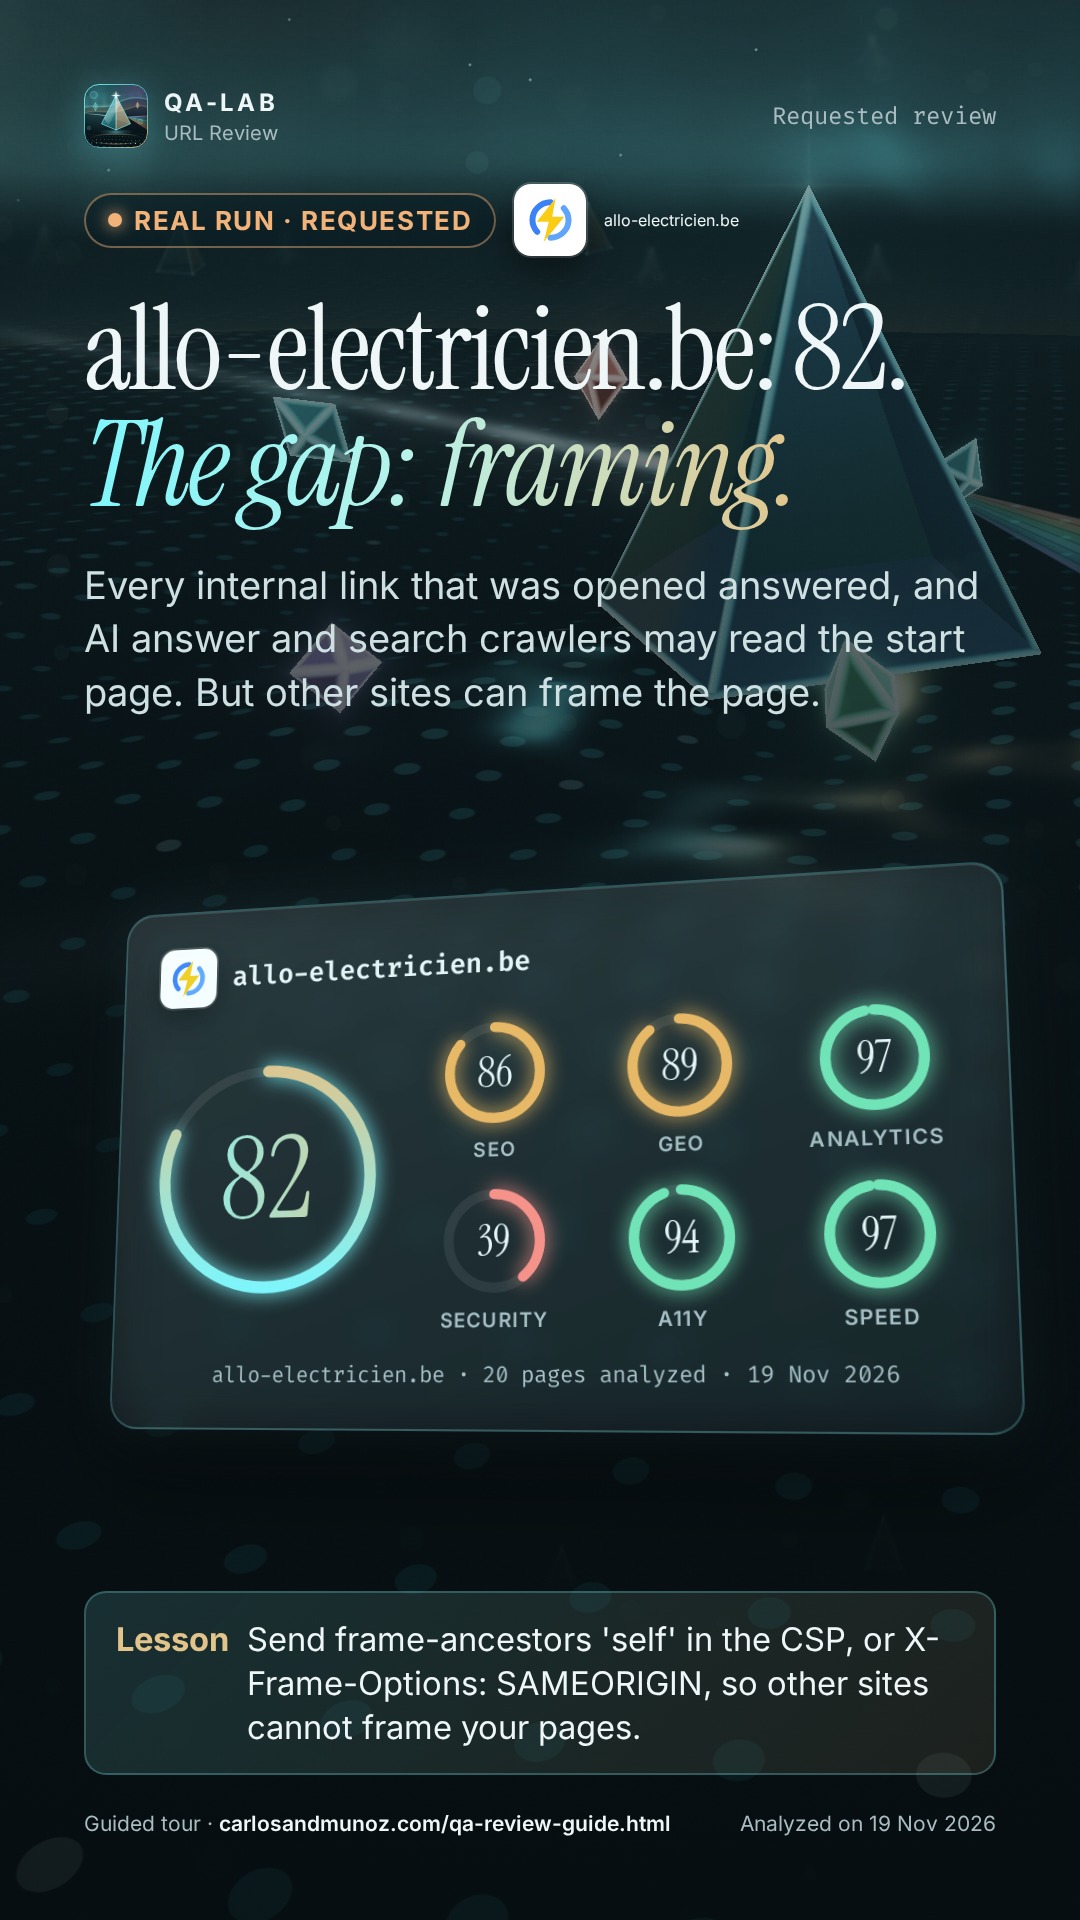 QA-LAB
URL Review
Requested review
REAL RUN · REQUESTED
allo-electricien.be
allo-electricien.be: 82.
The gap: framing.
Every internal link that was opened answered, and
AI answer and search crawlers may read the start
page. But other sites can frame the page.
allo-electricien.be
82
86
SEO
89
GEO
97
ANALYTICS
39
SECURITY
94
A11Y
97
SPEED
allo-electricien.be · 20 pages analyzed · 19 Nov 2026
Lesson Send frame-ancestors 'self' in the CSP, or X-
Frame-Options: SAMEORIGIN, so other sites
cannot frame your pages.
Guided tour · carlosandmunoz.com/qa-review-guide.html
Analyzed on 19 Nov 2026